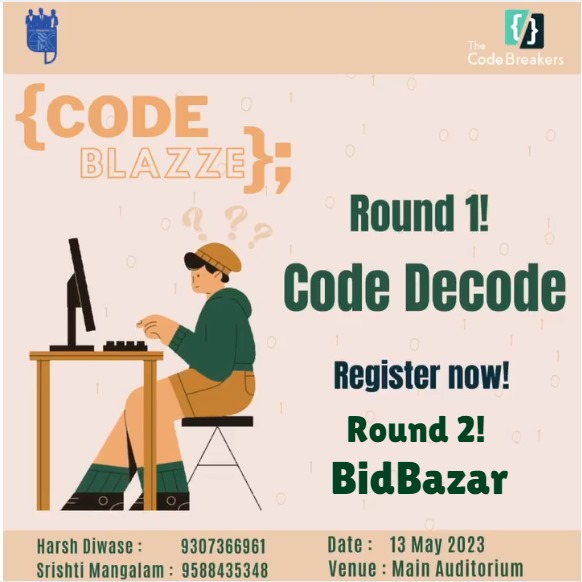 {/}
The
CodeBreakers
{CODE
BLAZZE};
? ? ?
Round 1!
Code Decode
Register now!
Round 2!
BidBazar
Harsh Diwase : 9307366961
Srishti Mangalam : 9588435348
Date : 13 May 2023
Venue : Main Auditorium